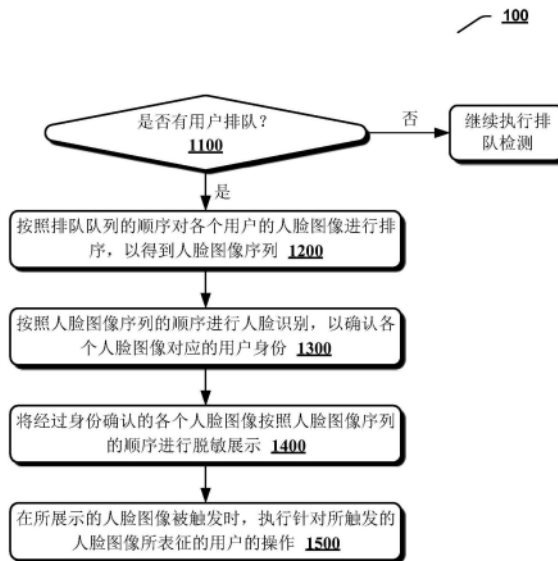 100
是否有用户排队？
1100
否
继续执行排
队检测
是
按照排队队列的顺序对各个用户的人脸图像进行排
序，以得到人脸图像序列 1200
按照人脸图像序列的顺序进行人脸识别，以确认各
个人脸图像对应的用户身份 1300
将经过身份确认的各个人脸图像按照人脸图像序列
的顺序进行脱敏展示 1400
在所展示的人脸图像被触发时，执行针对所触发的
人脸图像所表征的用户的操作 1500